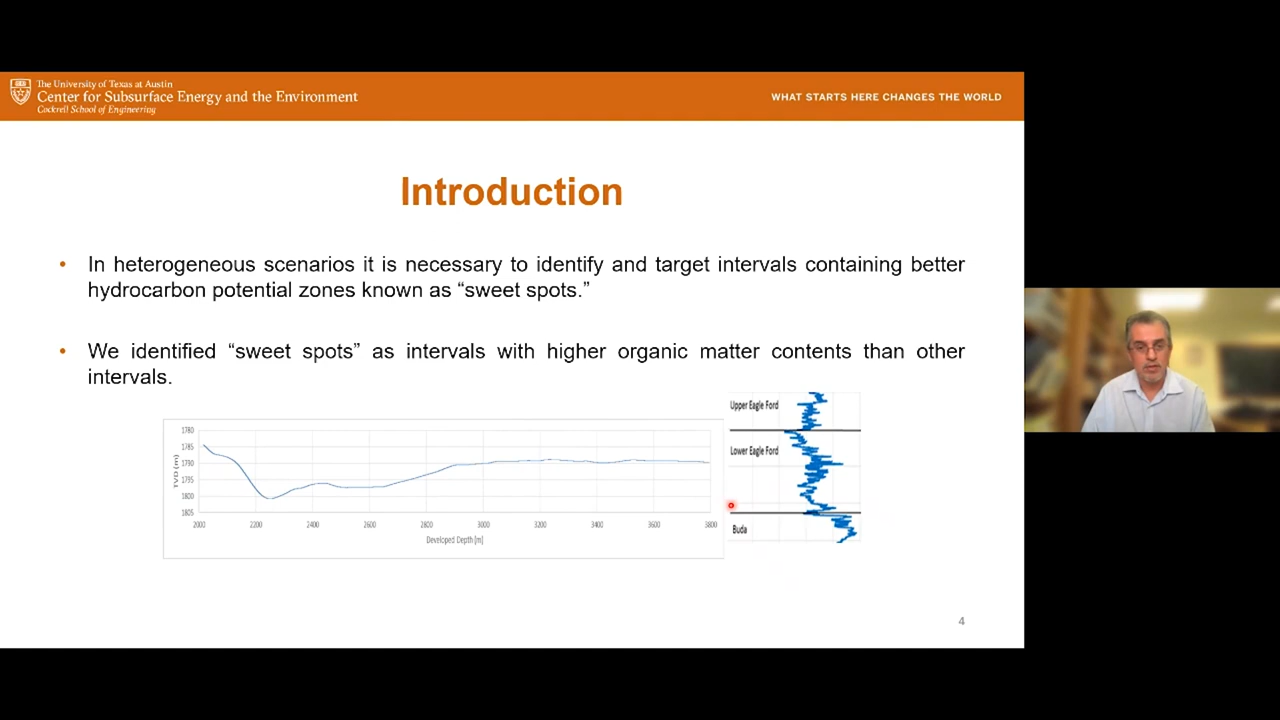 The University of Texas at Austin
Center for Subsurface Energy and the Environment
Cockrell School of Engineering
WHAT STARTS HERE CHANGES THE WORLD
Introduction
• In heterogeneous scenarios it is necessary to identify and target intervals containing better
hydrocarbon potential zones known as “sweet spots.”
• We identified “sweet spots” as intervals with higher organic matter contents than other
intervals.
TVD (m)
1780
1785
1790
1795
1800
1805
2000 2200 2400 2600 2800 3000 3200 3400 3600 3800
Developed Depth [m]
Upper Eagle Ford
Lower Eagle Ford
Buda
4